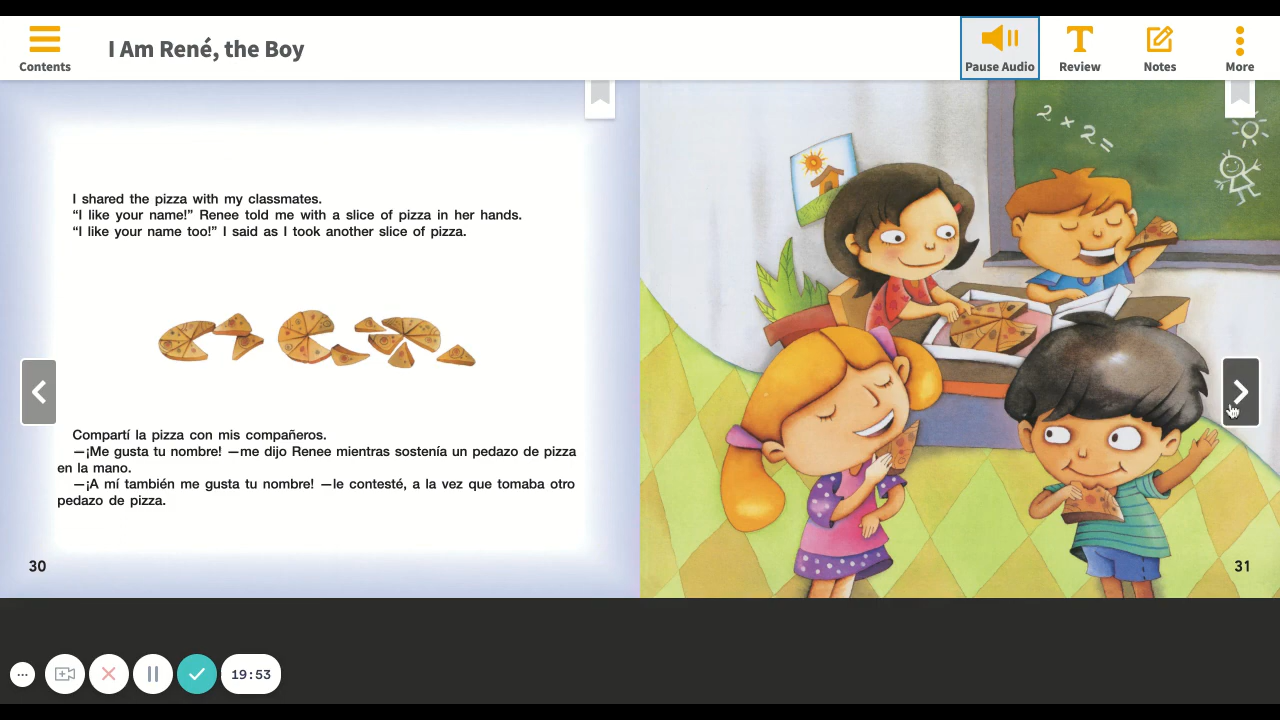 Contents
I Am René, the Boy
Pause Audio
Review
Notes
More
I shared the pizza with my classmates.
“I like your name!” Renee told me with a slice of pizza in her hands.
“I like your name too!” I said as I took another slice of pizza.
Compartí la pizza con mis compañeros.
—¡Me gusta tu nombre! —me dijo Renee mientras sostenía un pedazo de pizza
en la mano.
—¡A mí también me gusta tu nombre! —le contesté, a la vez que tomaba otro
pedazo de pizza.
30
2 x 2 =
31
19:53